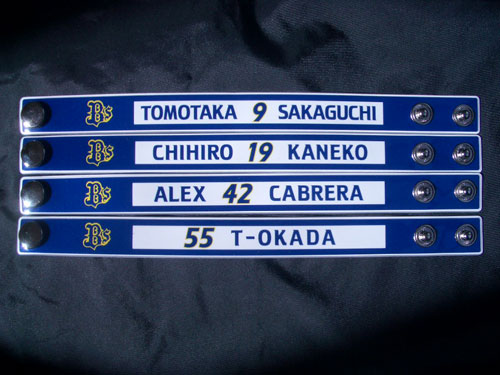 Bs TOMOTAKA 9 SAKAGUCHI
Bs CHIHIRO 19 KANEKO
Bs ALEX 42 CABRERA
Bs 55 T-OKADA